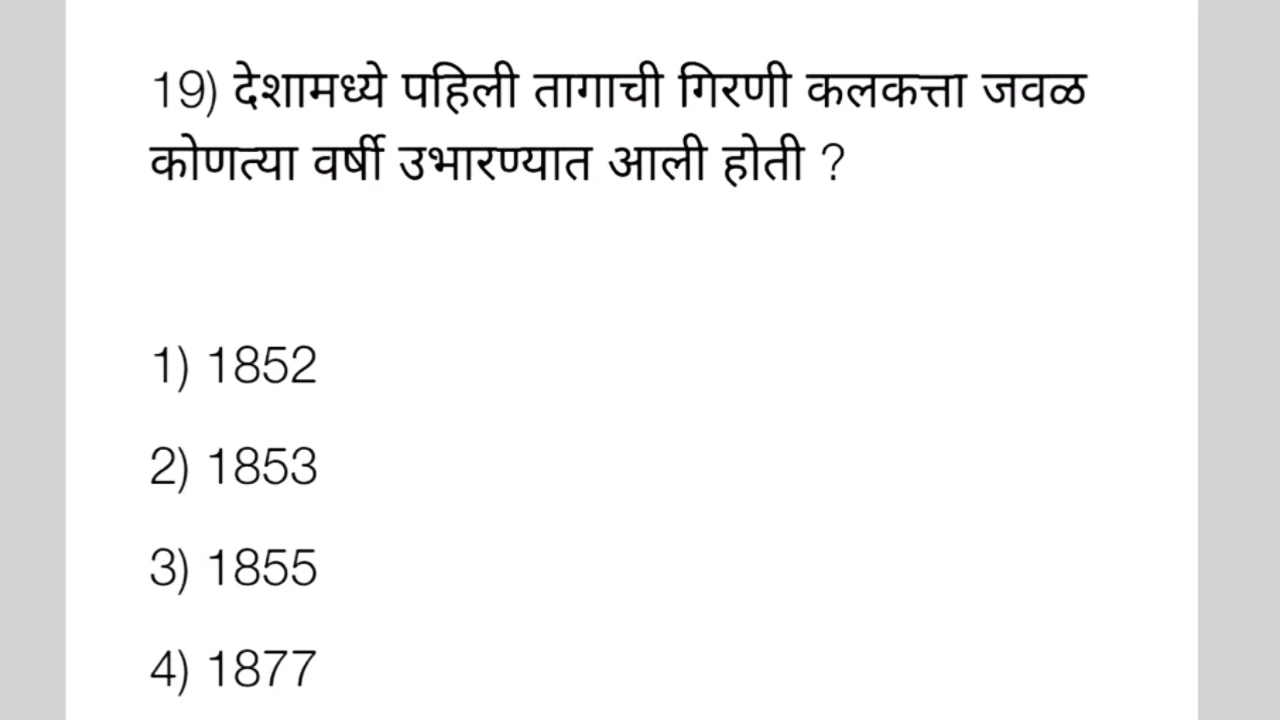 19) देशामध्ये पहिली तागाची गिरणी कलकत्ता जवळ
कोणत्या वर्षी उभारण्यात आली होती ?
1) 1852
2) 1853
3) 1855
4) 1877